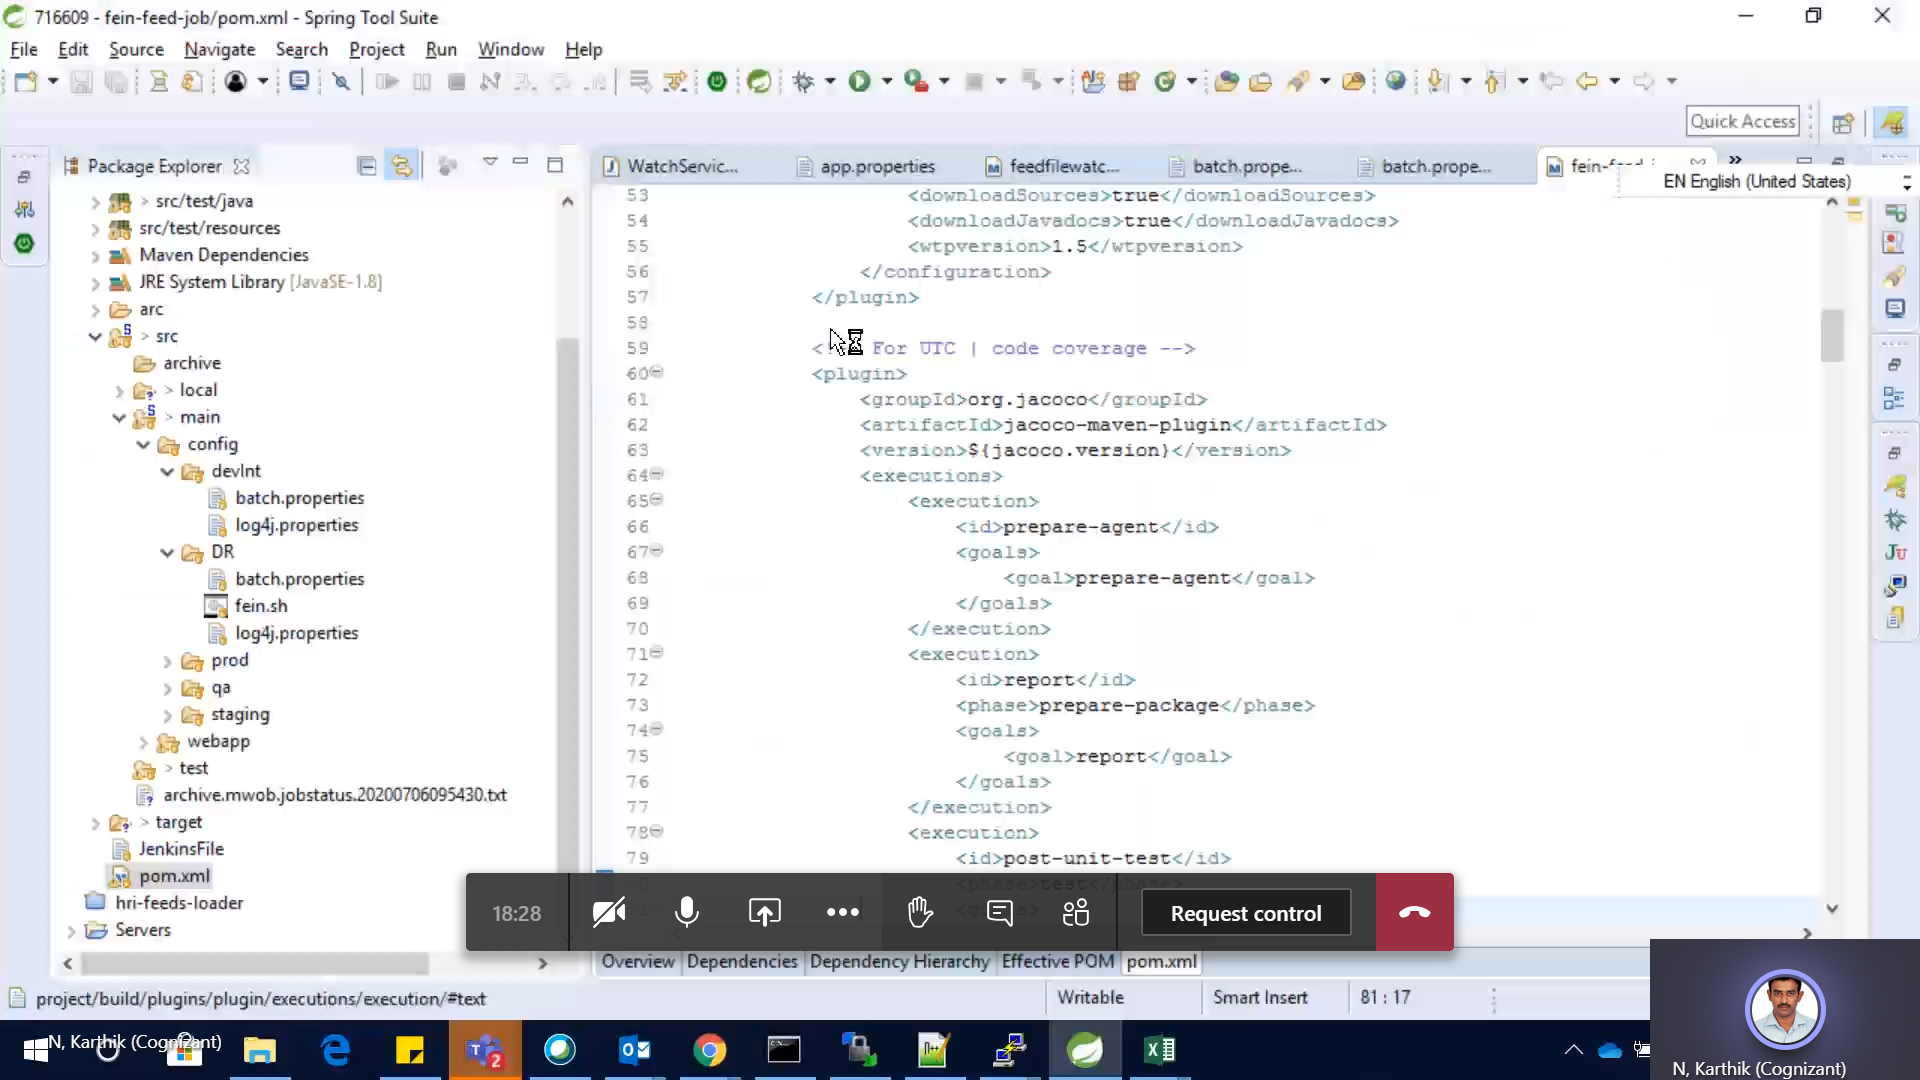 716609 - fein-feed-job/pom.xml - Spring Tool Suite
File Edit Source Navigate Search Project Run Window Help
Quick Access
Package Explorer
WatchServic...
app.properties
feedfilewatc...
batch.prope...
batch.prope...
EN English (United States)
> src/test/java
src/test/resources
Maven Dependencies
JRE System Library [JavaSE-1.8]
arc
> src
archive
> local
> main
config
devInt
batch.properties
log4j.properties
DR
batch.properties
fein.sh
log4j.properties
prod
qa
staging
webapp
> test
archive.mwob.jobstatus.20200706095430.txt
> target
JenkinsFile
pom.xml
hri-feeds-loader
Servers
53 <downloadSources>true</downloadSources>
54 <downloadJavadocs>true</downloadJavadocs>
55 <wtpversion>1.5</wtpversion>
56 </configuration>
57 </plugin>
58
59 For UTC | code coverage -->
60 <plugin>
61 <groupId>org.jacoco</groupId>
62 <artifactId>jacoco-maven-plugin</artifactId>
63 <version>${jacoco.version}</version>
64 <executions>
65 <execution>
66 <id>prepare-agent</id>
67 <goals>
68 <goal>prepare-agent</goal>
69 </goals>
70 </execution>
71 <execution>
72 <id>report</id>
73 <phase>prepare-package</phase>
74 <goals>
75 <goal>report</goal>
76 </goals>
77 </execution>
78 <execution>
79 <id>post-unit-test</id>
<phase>test</phase>
18:28
Request control
Overview Dependencies Dependency Hierarchy Effective POM pom.xml
project/build/plugins/plugin/executions/execution/#text
Writable
Smart Insert
81 : 17
N, Karthik (Cognizant)
2
N, Karthik (Cognizant)